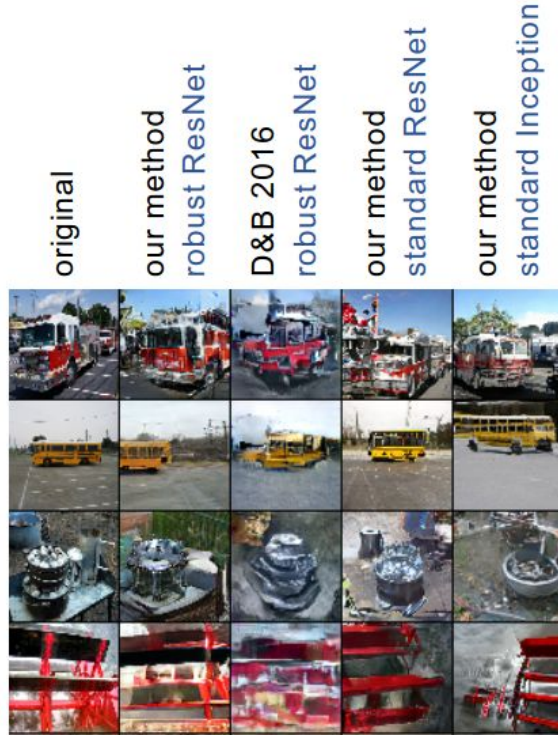 original
our method
robust ResNet
D&B 2016
robust ResNet
our method
standard ResNet
our method
standard Inception